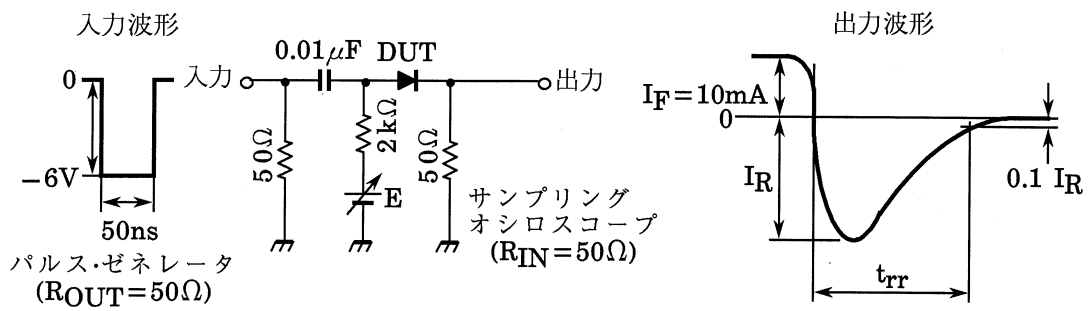 入力波形
0
−6V
50ns
パルス・ゼネレータ
(ROUT=50Ω)
入力
0.01μF
DUT
出力
50Ω
2kΩ
E
50Ω
サンプリング
オシロスコープ
(RIN=50Ω)
出力波形
IF=10mA
0
IR
0.1 IR
trr